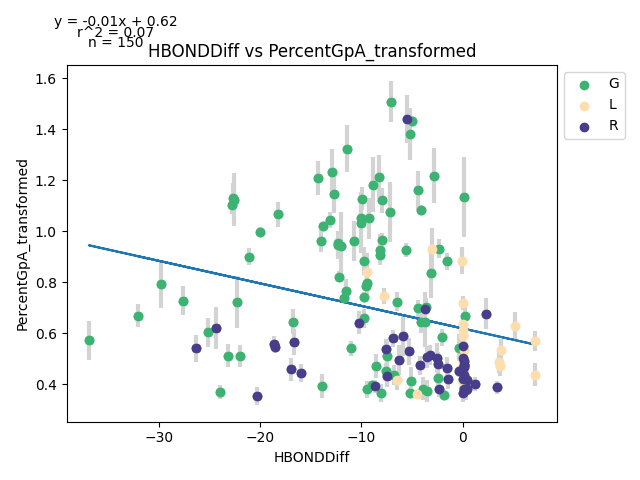 y = -0.01x + 0.62
r^2 = 0.07
n = 150
HBONDDiff vs PercentGpA_transformed
G
L
R
PercentGpA_transformed
1.6
1.4
1.2
1.0
0.8
0.6
0.4
−30
−20
−10
0
HBONDDiff